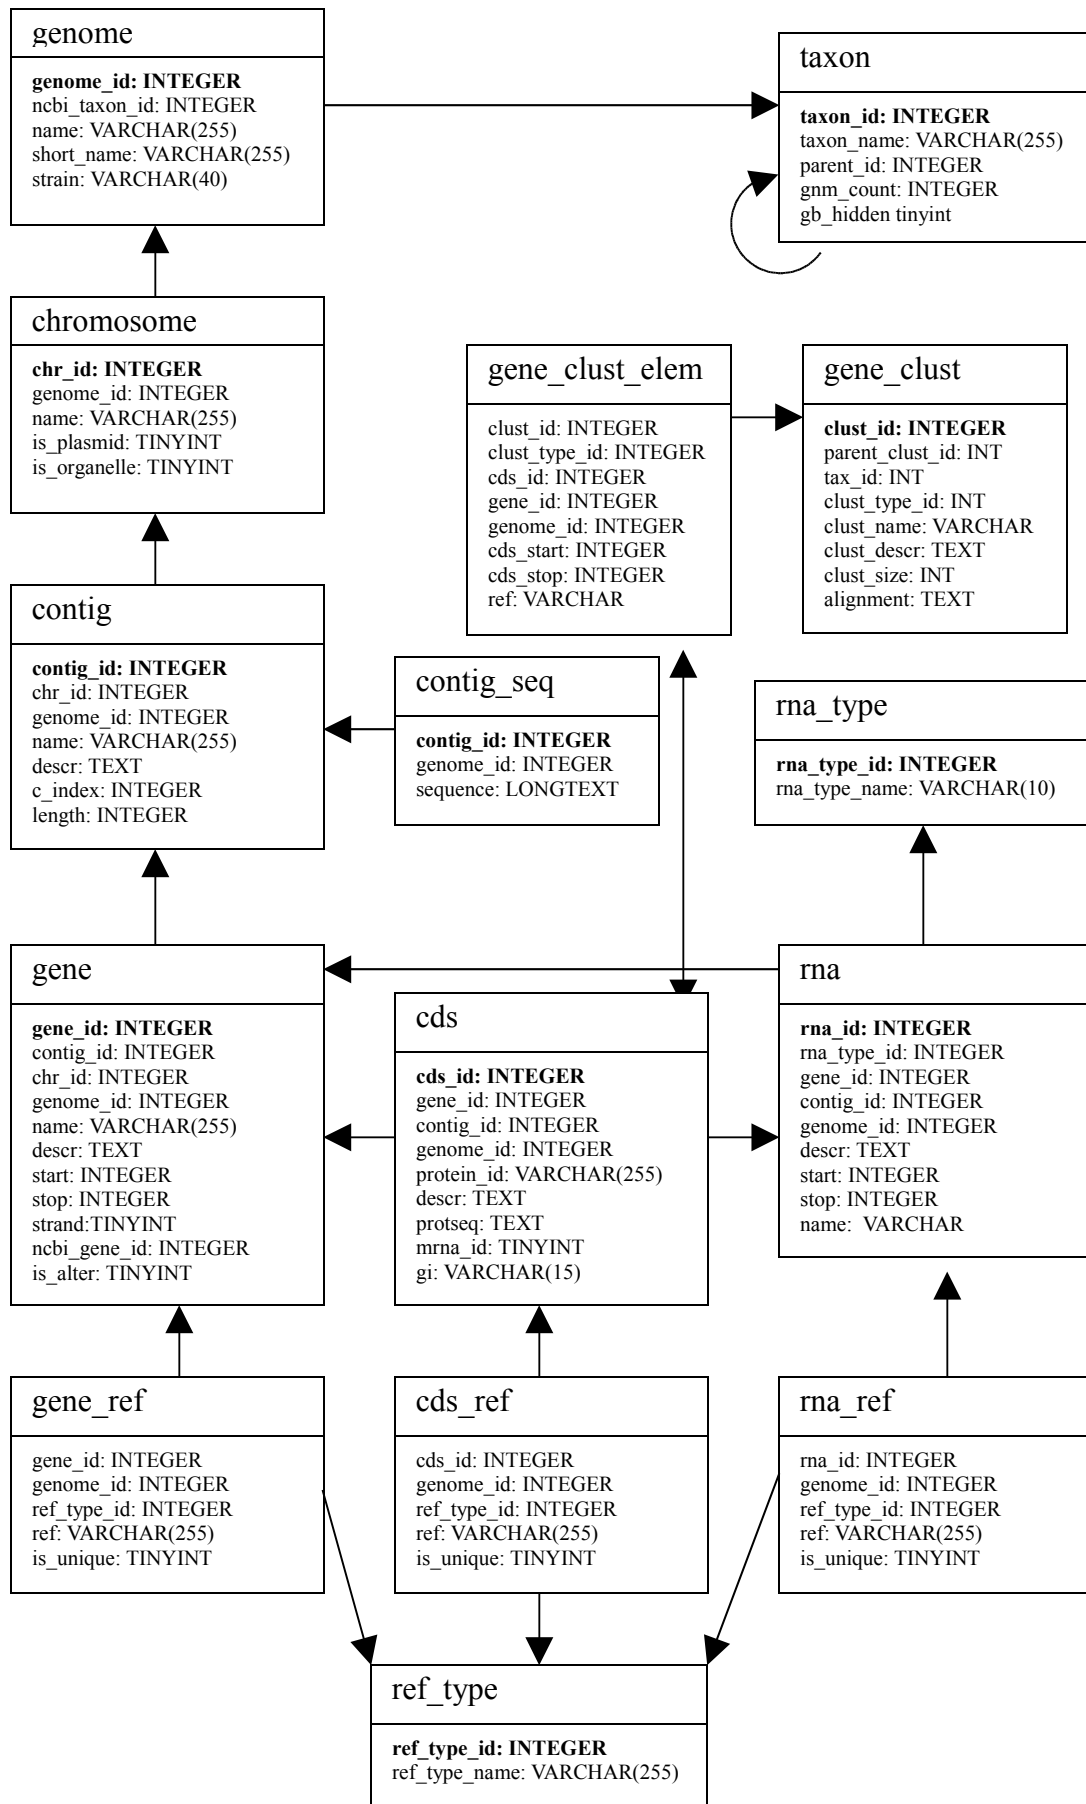 genome
genome_id: INTEGER
ncbi_taxon_id: INTEGER
name: VARCHAR(255)
short_name: VARCHAR(255)
strain: VARCHAR(40)
taxon
taxon_id: INTEGER
taxon_name: VARCHAR(255)
parent_id: INTEGER
gnm_count: INTEGER
gb_hidden tinyint
chromosome
chr_id: INTEGER
genome_id: INTEGER
name: VARCHAR(255)
is_plasmid: TINYINT
is_organelle: TINYINT
gene_clust_elem
clust_id: INTEGER
clust_type_id: INTEGER
cds_id: INTEGER
gene_id: INTEGER
genome_id: INTEGER
cds_start: INTEGER
cds_stop: INTEGER
ref: VARCHAR
gene_clust
clust_id: INTEGER
parent_clust_id: INT
tax_id: INT
clust_type_id: INT
clust_name: VARCHAR
clust_descr: TEXT
clust_size: INT
alignment: TEXT
contig
contig_id: INTEGER
chr_id: INTEGER
genome_id: INTEGER
name: VARCHAR(255)
descr: TEXT
c_index: INTEGER
length: INTEGER
contig_seq
contig_id: INTEGER
genome_id: INTEGER
sequence: LONGTEXT
rna_type
rna_type_id: INTEGER
rna_type_name: VARCHAR(10)
gene
gene_id: INTEGER
contig_id: INTEGER
chr_id: INTEGER
genome_id: INTEGER
name: VARCHAR(255)
descr: TEXT
start: INTEGER
stop: INTEGER
strand:TINYINT
ncbi_gene_id: INTEGER
is_alter: TINYINT
cds
cds_id: INTEGER
gene_id: INTEGER
contig_id: INTEGER
genome_id: INTEGER
protein_id: VARCHAR(255)
descr: TEXT
protseq: TEXT
mrna_id: TINYINT
gi: VARCHAR(15)
rna
rna_id: INTEGER
rna_type_id: INTEGER
gene_id: INTEGER
contig_id: INTEGER
genome_id: INTEGER
descr: TEXT
start: INTEGER
stop: INTEGER
name: VARCHAR
gene_ref
gene_id: INTEGER
genome_id: INTEGER
ref_type_id: INTEGER
ref: VARCHAR(255)
is_unique: TINYINT
cds_ref
cds_id: INTEGER
genome_id: INTEGER
ref_type_id: INTEGER
ref: VARCHAR(255)
is_unique: TINYINT
rna_ref
rna_id: INTEGER
genome_id: INTEGER
ref_type_id: INTEGER
ref: VARCHAR(255)
is_unique: TINYINT
ref_type
ref_type_id: INTEGER
ref_type_name: VARCHAR(255)